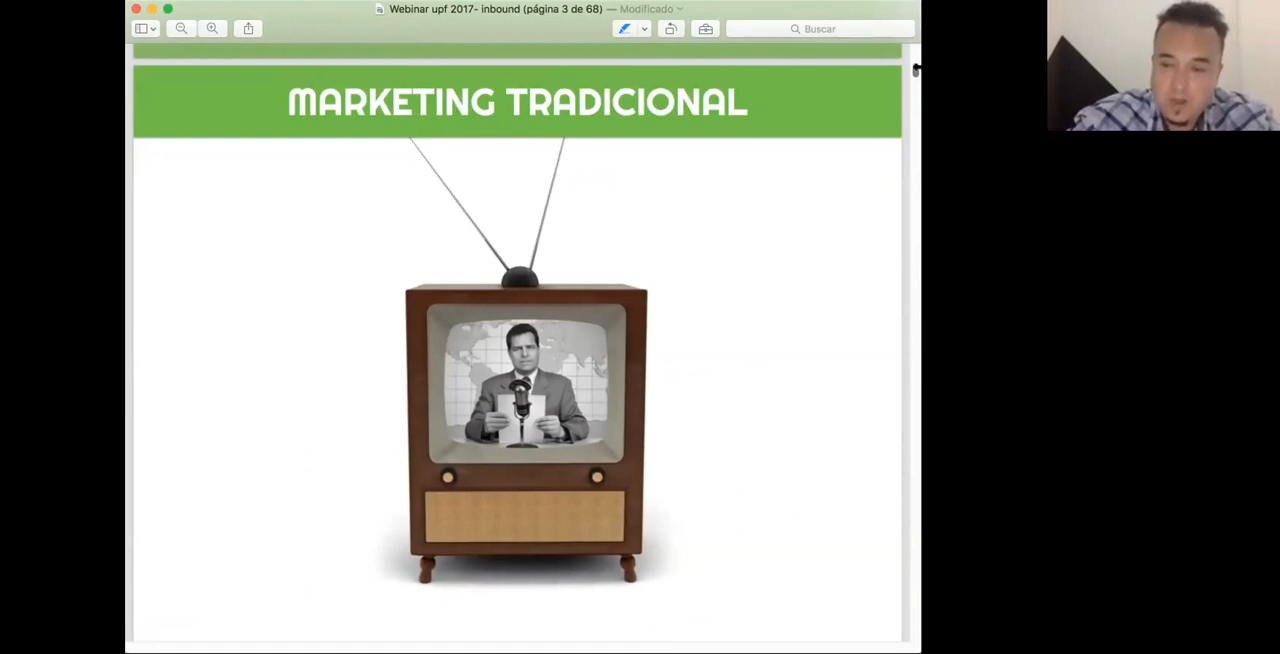 Webinar upf 2017- inbound (página 3 de 68) — Modificado
Buscar
MARKETING TRADICIONAL